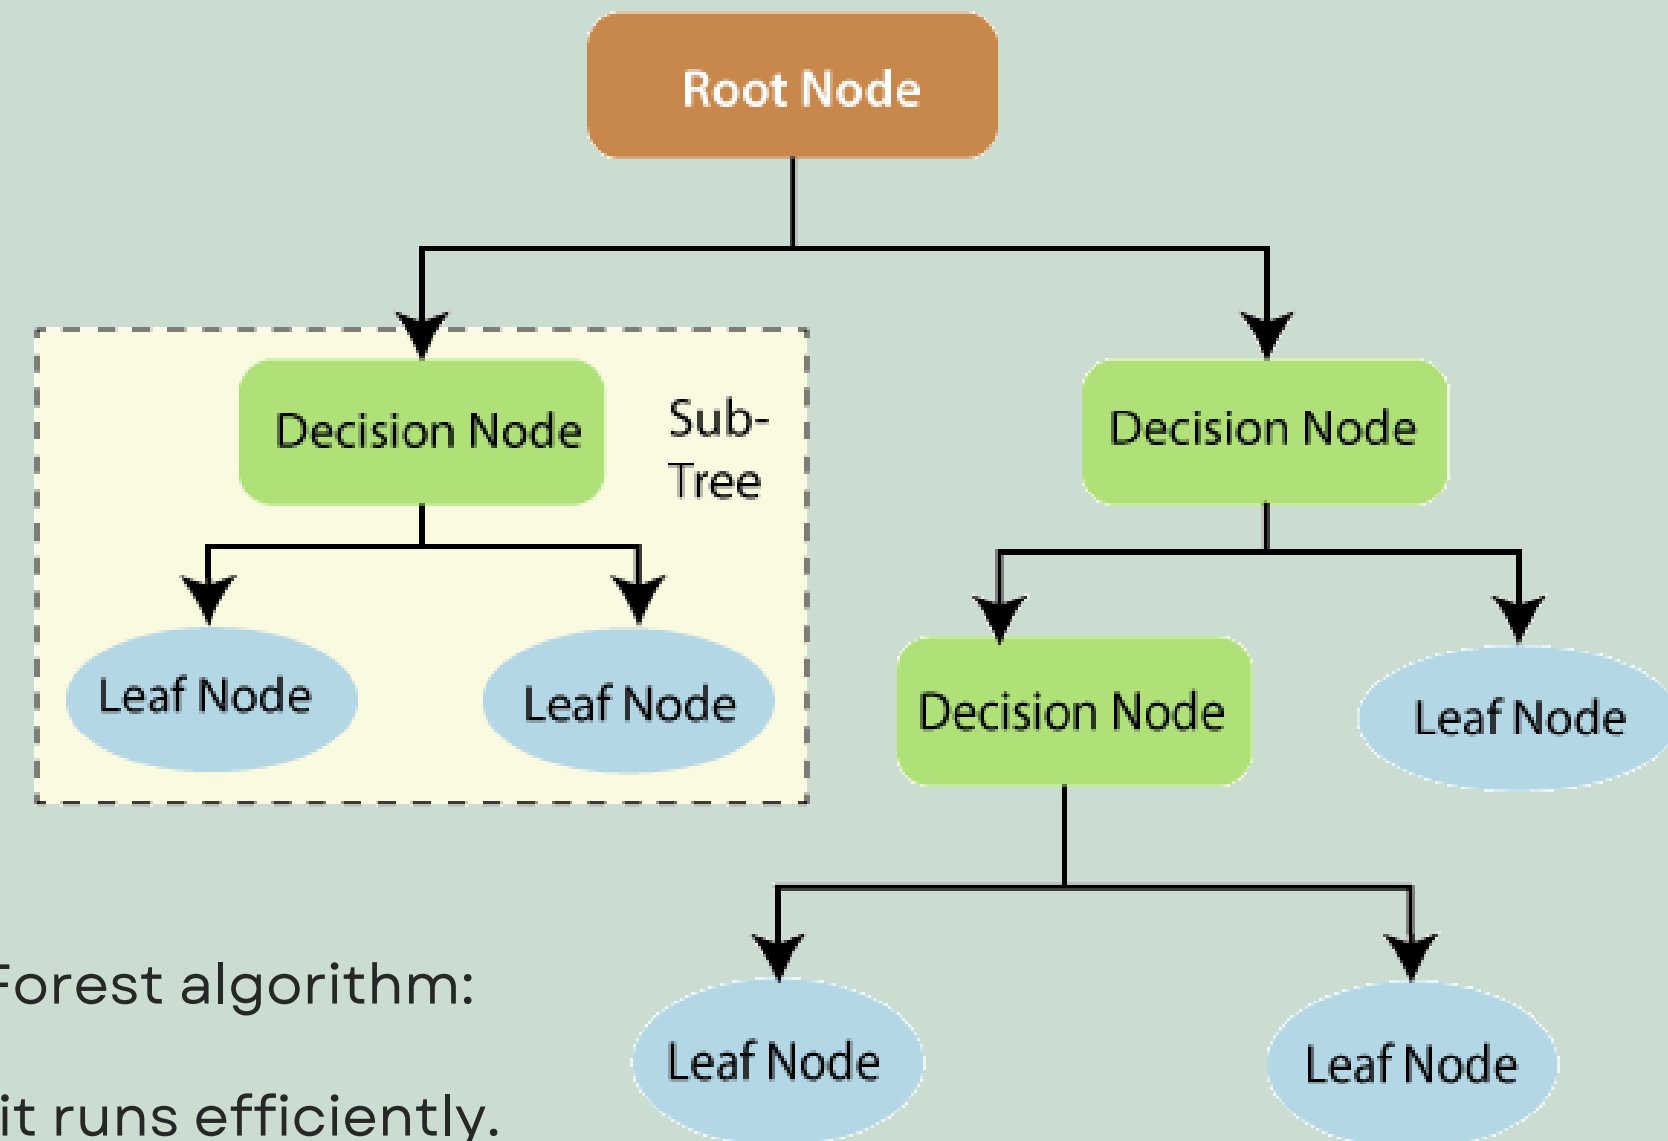 Root Node
Decision Node
Sub-
Tree
Decision Node
Leaf Node
Leaf Node
Decision Node
Leaf Node
Forest algorithm:
Leaf Node
Leaf Node
it runs efficiently.